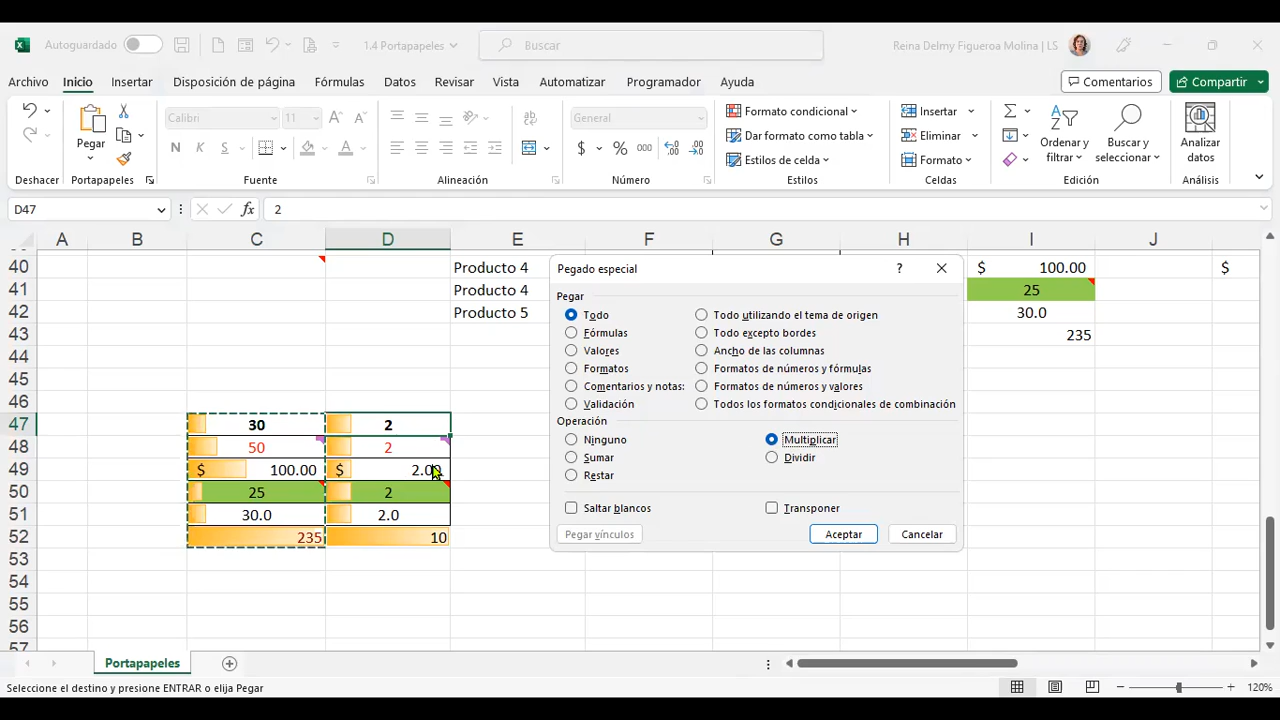 Autoguardado
1.4 Portapapeles
Buscar
Reina Delmy Figueroa Molina | LS
Archivo Inicio Insertar Disposición de página Fórmulas Datos Revisar Vista Automatizar Programador Ayuda
Comentarios
Compartir
Pegar
Calibri 11
General
Formato condicional
Dar formato como tabla
Estilos de celda
Insertar
Eliminar
Formato
Ordenar y filtrar
Buscar y seleccionar
Analizar datos
N K S
$ % 000
Deshacer Portapapeles Fuente Alineación Número Estilos Celdas Edición Análisis
D47 fx 2
A B C D E F G H I J
40 Producto 4 $ 100.00 $
41 Producto 4 25
42 Producto 5 30.0
43 235
44
45
46
47 30 2
48 50 2
49 $ 100.00 $ 2.00
50 25 2
51 30.0 2.0
52 235 10
53
54
55
56
57
Pegado especial ?
Pegar
Todo Todo utilizando el tema de origen
Fórmulas Todo excepto bordes
Valores Ancho de las columnas
Formatos Formatos de números y fórmulas
Comentarios y notas: Formatos de números y valores
Validación Todos los formatos condicionales de combinación
Operación
Ninguno Multiplicar
Sumar Dividir
Restar
Saltar blancos Transponer
Pegar vínculos Aceptar Cancelar
Portapapeles
Seleccione el destino y presione ENTRAR o elija Pegar
120%